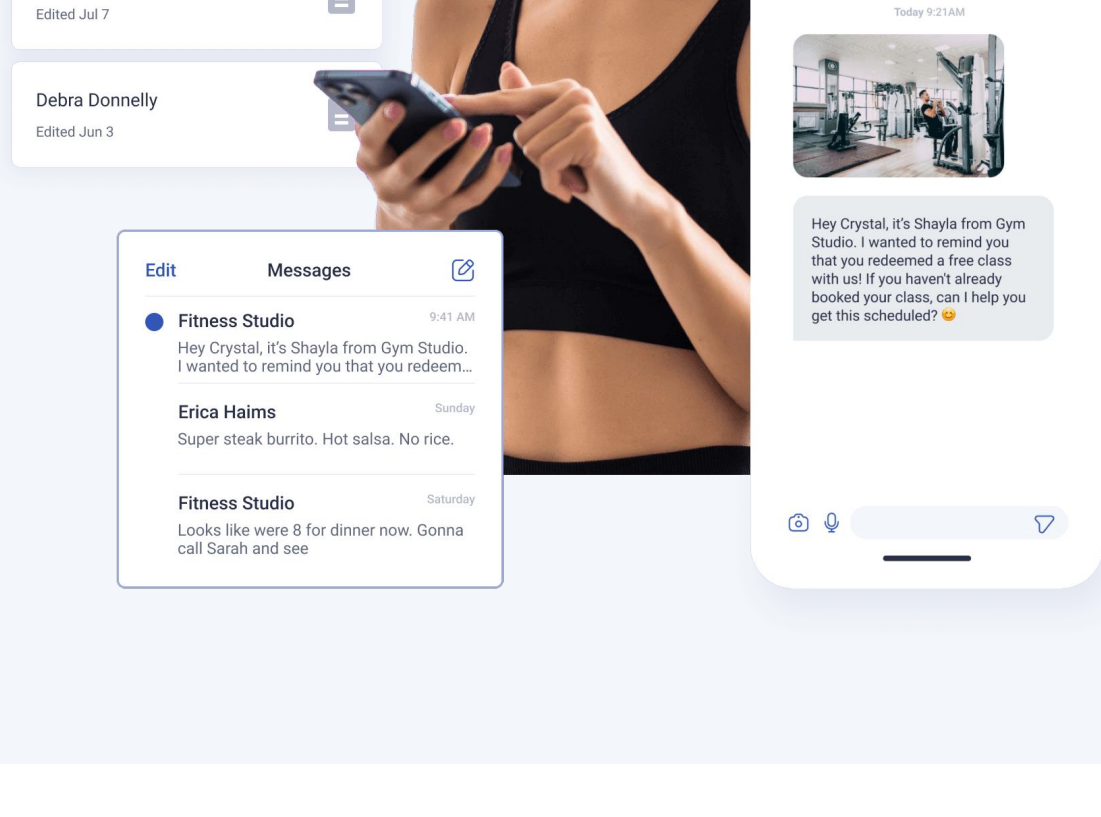 Edited Jul 7
Debra Donnelly
Edited Jun 3
Edit
Messages
Fitness Studio
9:41 AM
Hey Crystal, it’s Shayla from Gym Studio.
I wanted to remind you that you redeem...
Erica Haims
Sunday
Super steak burrito. Hot salsa. No rice.
Fitness Studio
Saturday
Looks like were 8 for dinner now. Gonna
call Sarah and see
Today 9:21AM
Hey Crystal, it’s Shayla from Gym
Studio. I wanted to remind you
that you redeemed a free class
with us! If you haven't already
booked your class, can I help you
get this scheduled? 😊